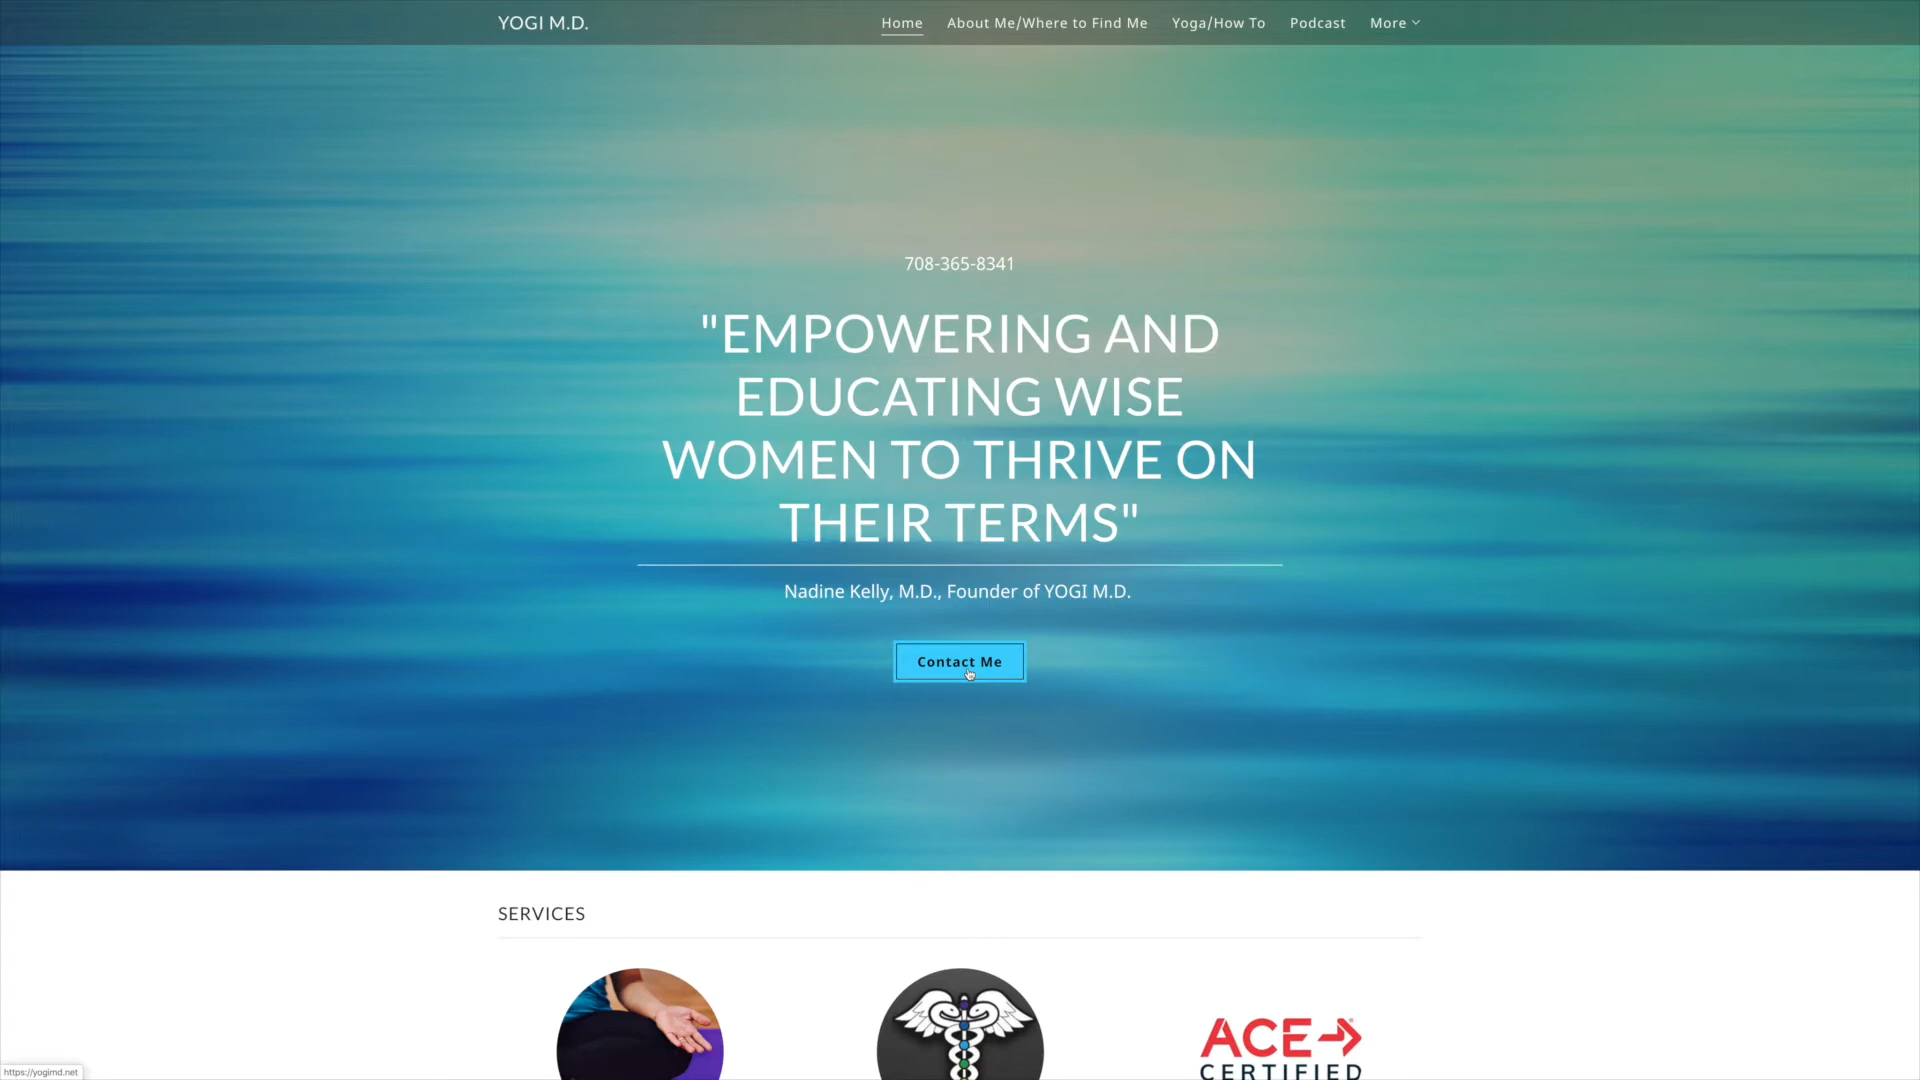 YOGI M.D.
Home
About Me/Where to Find Me
Yoga/How To
Podcast
More
708-365-8341
"EMPOWERING AND
EDUCATING WISE
WOMEN TO THRIVE ON
THEIR TERMS"
Nadine Kelly, M.D., Founder of YOGI M.D.
Contact Me
SERVICES
ACE
CERTIFIED
https://yogimd.net